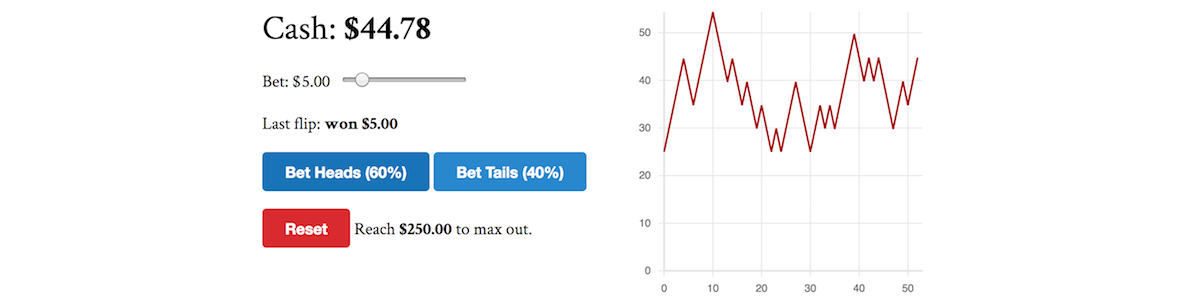 Cash: $44.78
Bet: $5.00
Last flip: won $5.00
Bet Heads (60%) Bet Tails (40%)
Reset Reach $250.00 to max out.
50
40
30
20
10
0
0 10 20 30 40 50